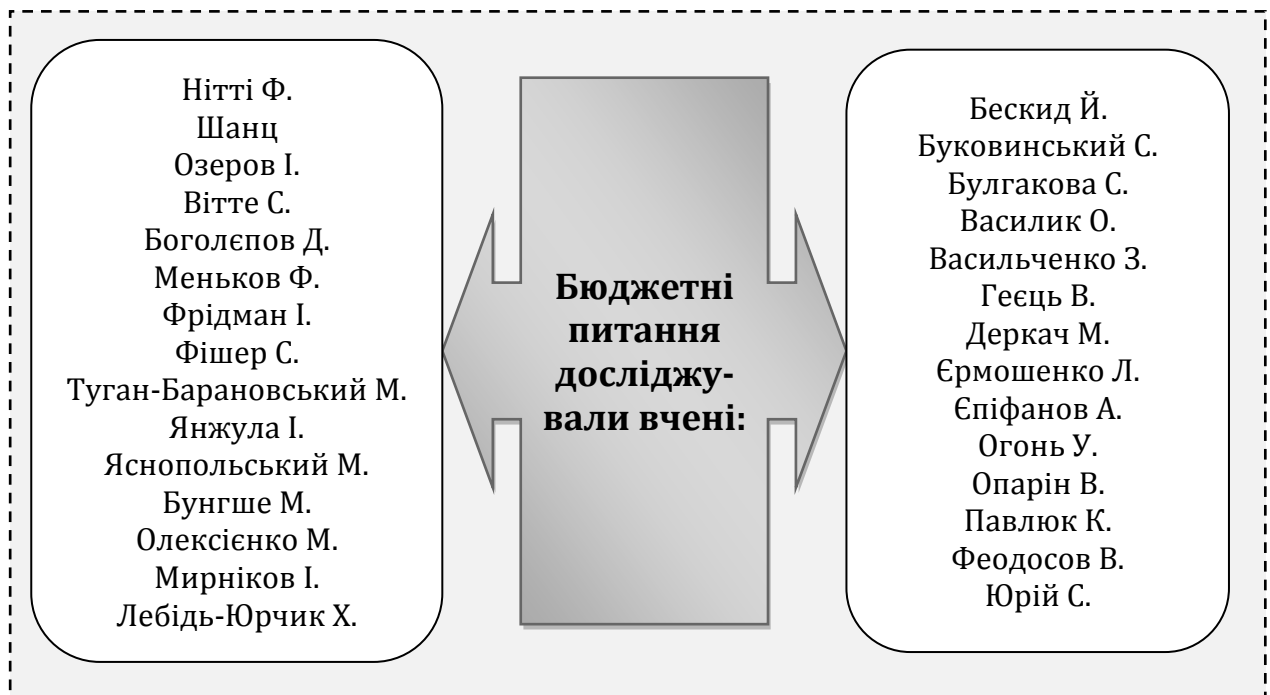 Нітті Ф.
Шанц
Озеров І.
Вітте С.
Боголєпов Д.
Меньков Ф.
Фрідман І.
Фішер С.
Туган-Барановський М.
Янжула І.
Яснопольський М.
Бунгше М.
Олексієнко М.
Мирніков І.
Лебідь-Юрчик Х.
Бюджетні
питання
досліджу-
вали вчені:
Бескид Й.
Буковинський С.
Булгакова С.
Василик О.
Васильченко З.
Геєць В.
Деркач М.
Єрмошенко Л.
Єпіфанов А.
Огонь У.
Опарін В.
Павлюк К.
Феодосов В.
Юрій С.